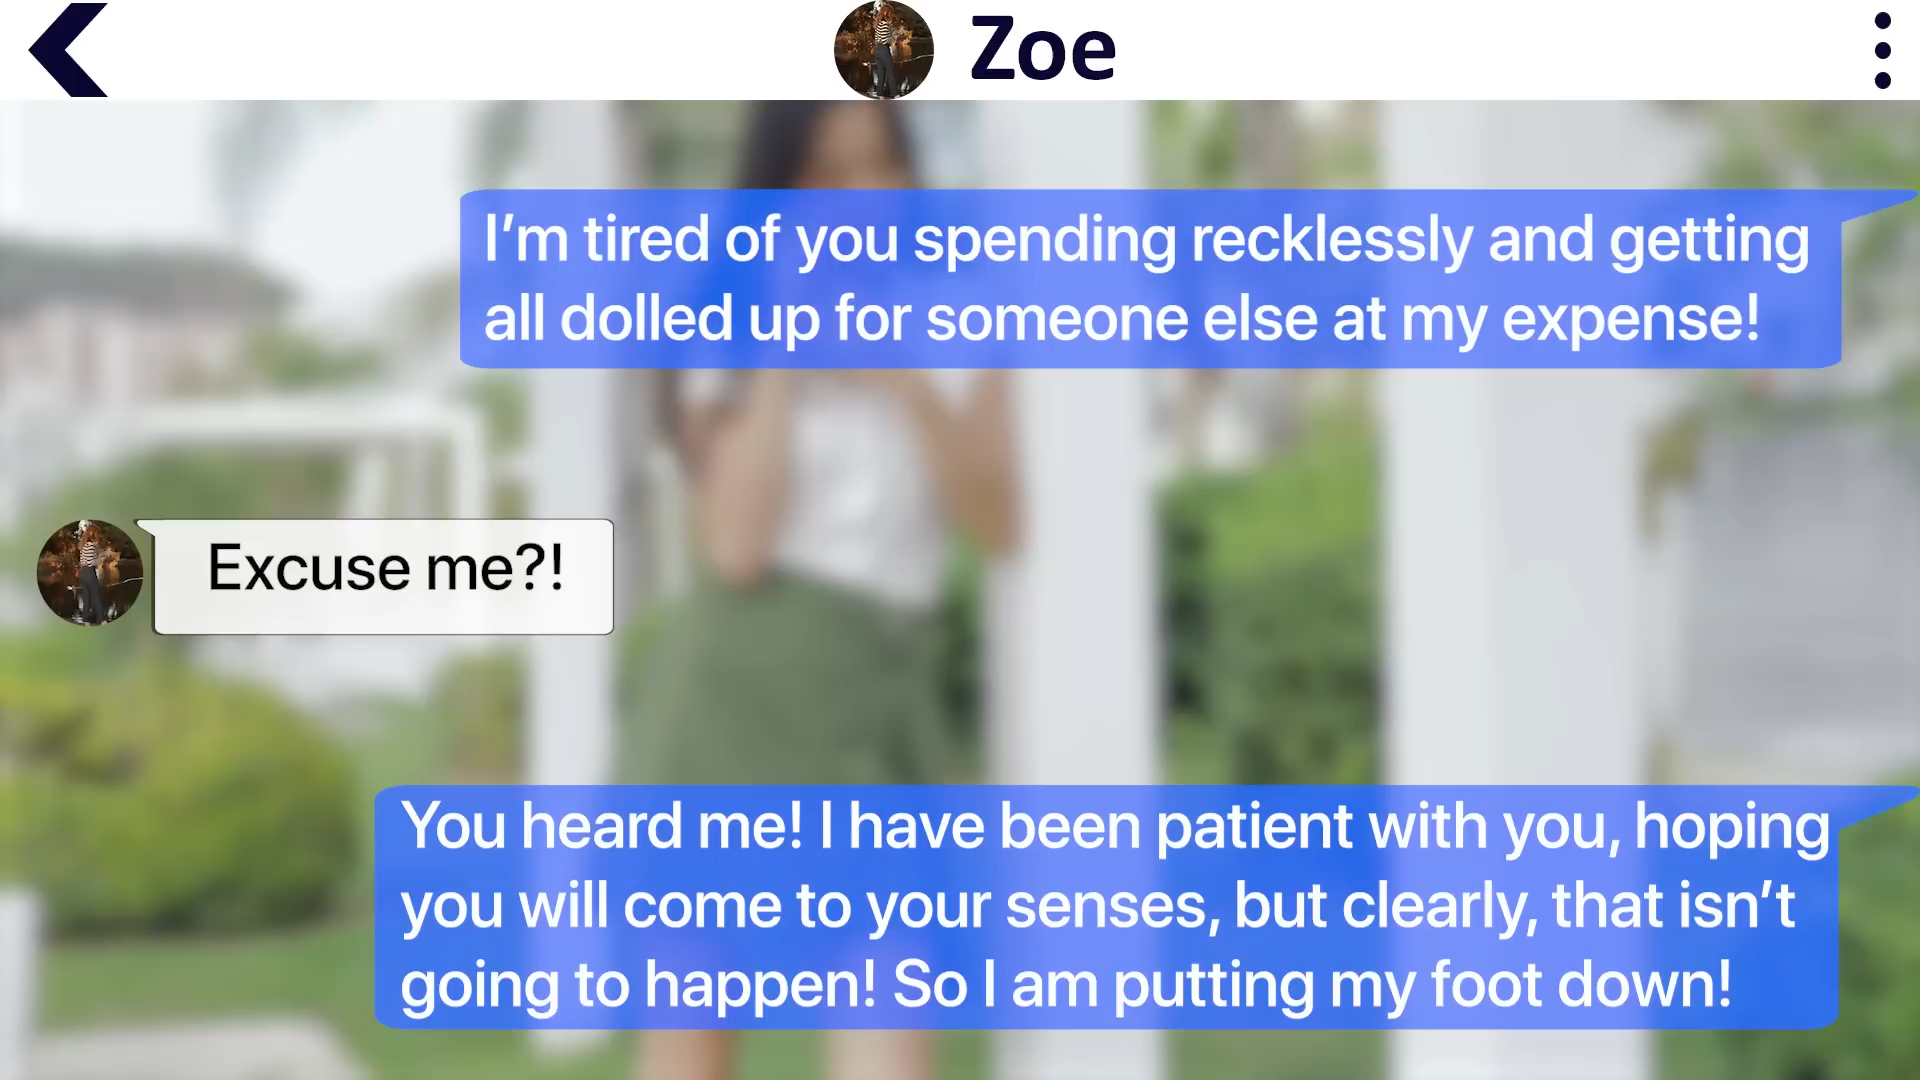 Zoe
I’m tired of you spending recklessly and getting
all dolled up for someone else at my expense!
Excuse me?!
You heard me! I have been patient with you, hoping
you will come to your senses, but clearly, that isn’t
going to happen! So I am putting my foot down!